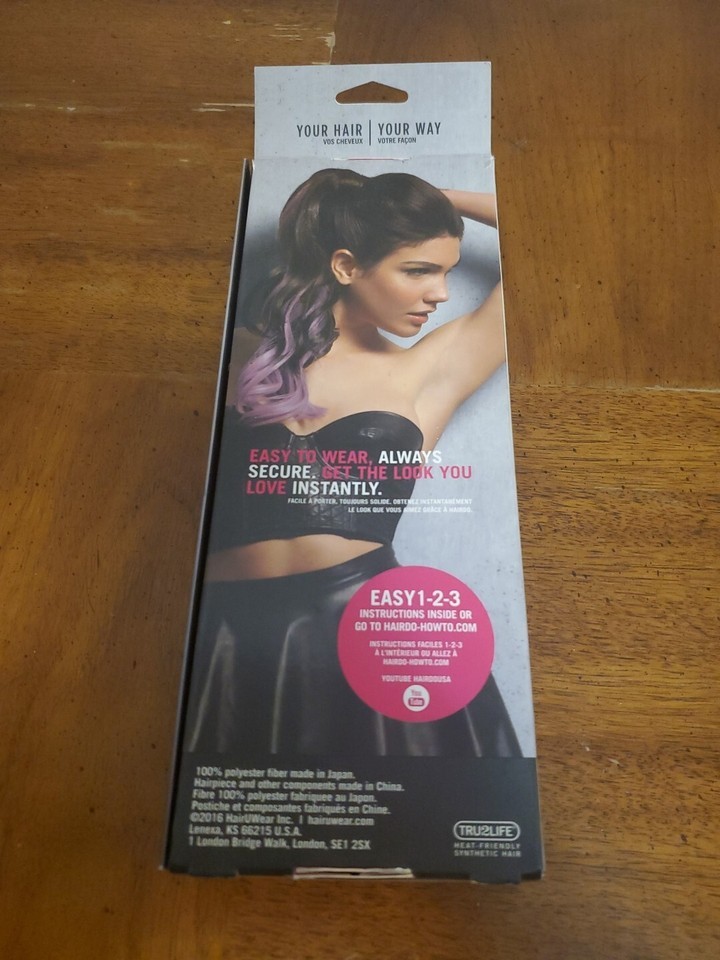 YOUR HAIR | YOUR WAY
VOS CHEVEUX VOTRE FAÇON
EASY TO WEAR, ALWAYS
SECURE. GET THE LOOK YOU
LOVE INSTANTLY.
FACILE À PORTER. TOUJOURS SOLIDE. OBTENEZ INSTANTANÉMENT
LE LOOK QUE VOUS AIMEZ GRÂCE À HAIRDO.
EASY1-2-3
INSTRUCTIONS INSIDE OR
GO TO HAIRDO-HOWTO.COM
INSTRUCTIONS FACILES 1-2-3
À L'INTÉRIEUR OU ALLEZ À
HAIRDO-HOWTO.COM
YOUTUBE HAIRDOUSA
You
Tube
100% polyester fiber made in Japan.
Hairpiece and other components made in China.
Fibre 100% polyester fabriquee au Japon.
Postiche et composantes fabriqués en Chine.
©2016 HairUWear Inc. | hairuwear.com
Lenexa, KS 66215 U.S.A.
1 London Bridge Walk, London, SE1 2SX
TRU2LIFE
HEAT-FRIENDLY
SYNTHETIC HAIR